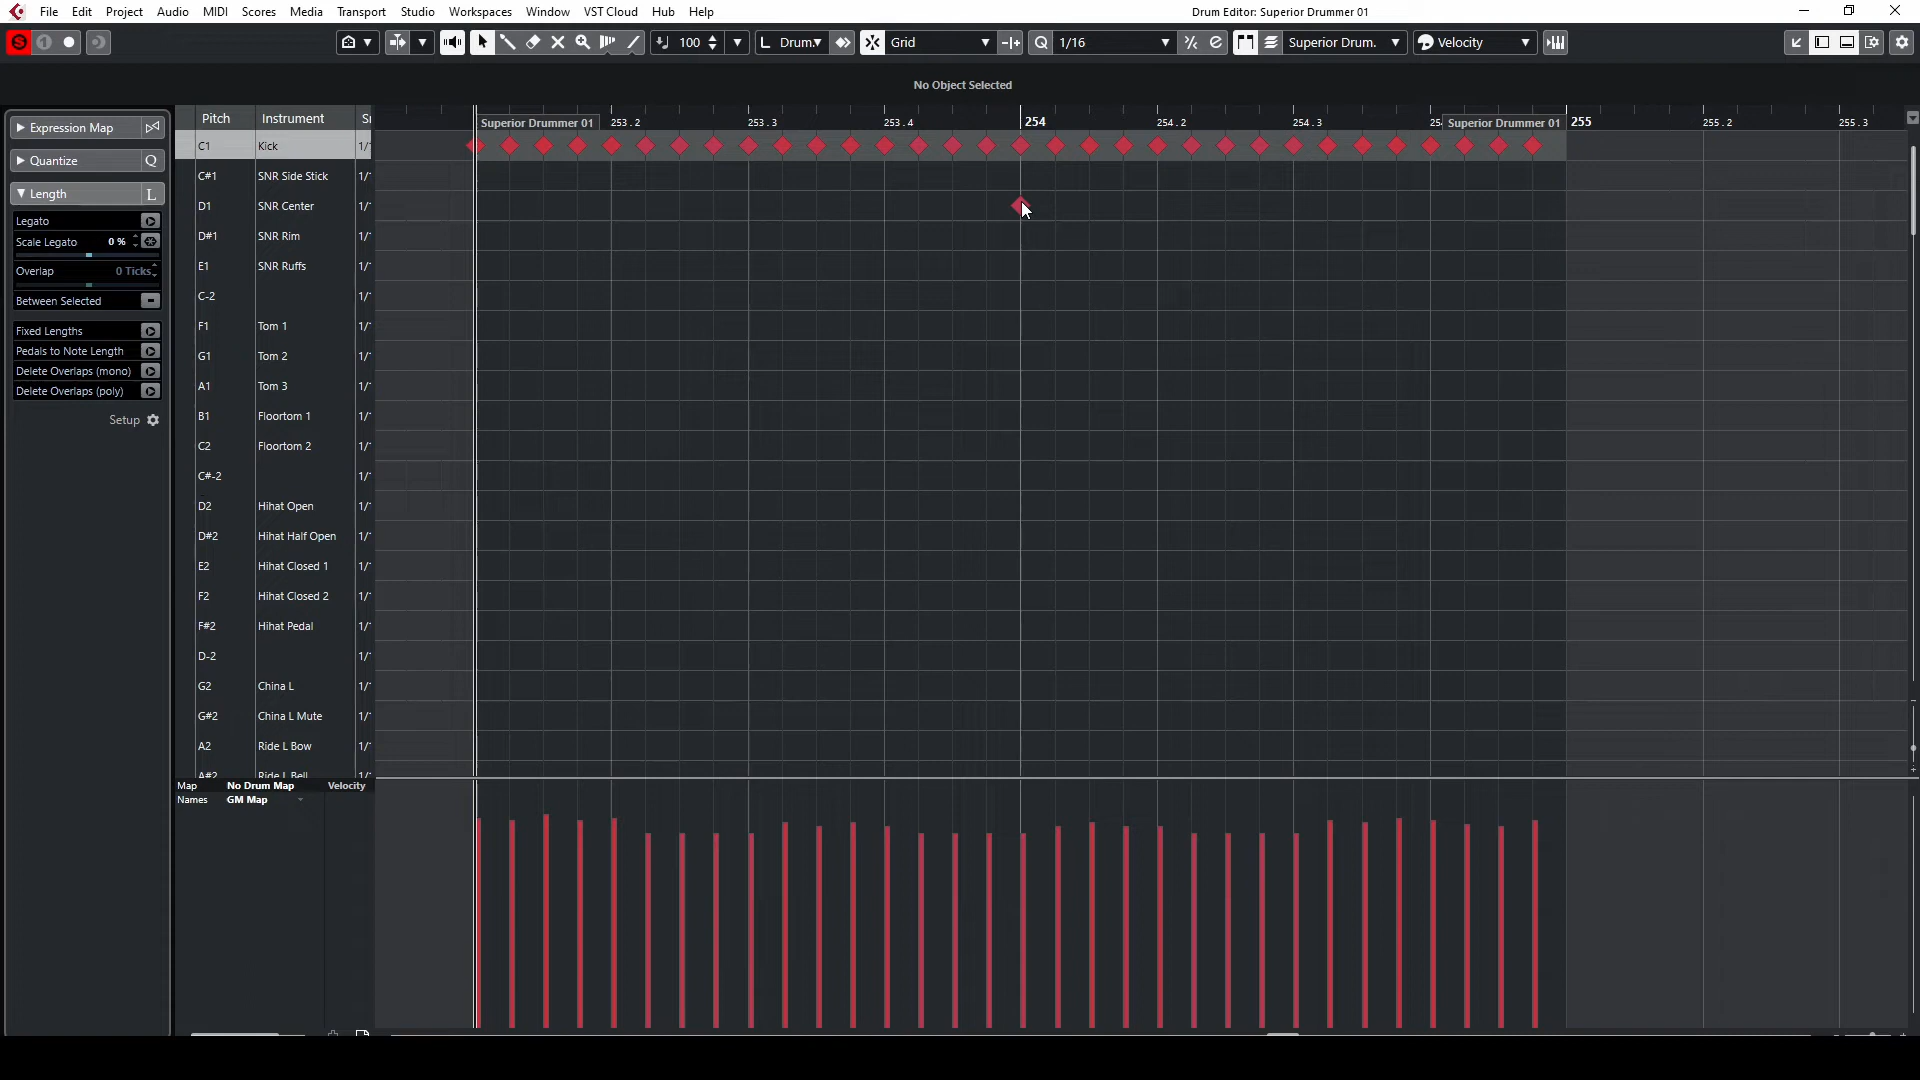 File Edit Project Audio MIDI Scores Media Transport Studio Workspaces Window VST Cloud Hub Help
Drum Editor: Superior Drummer 01
100 L Drum. Grid Q 1/16 Superior Drum. Velocity
No Object Selected
Expression Map
Quantize Q
Length L
Legato
Scale Legato 0 %
Overlap 0 Ticks
Between Selected
Fixed Lengths
Pedals to Note Length
Delete Overlaps (mono)
Delete Overlaps (poly)
Setup
Pitch Instrument
Superior Drummer 01 253.2 253.3 253.4 254 254.2 254.3 Superior Drummer 01 255 255.2 255.3
C1 Kick
C#1 SNR Side Stick
D1 SNR Center
D#1 SNR Rim
E1 SNR Ruffs
C-2
F1 Tom 1
G1 Tom 2
A1 Tom 3
B1 Floortom 1
C2 Floortom 2
C#-2
D2 Hihat Open
D#2 Hihat Half Open
E2 Hihat Closed 1
F2 Hihat Closed 2
F#2 Hihat Pedal
D-2
G2 China L
G#2 China L Mute
A2 Ride L Bow
A#2 Ride L Bell
Map No Drum Map Velocity
Names GM Map